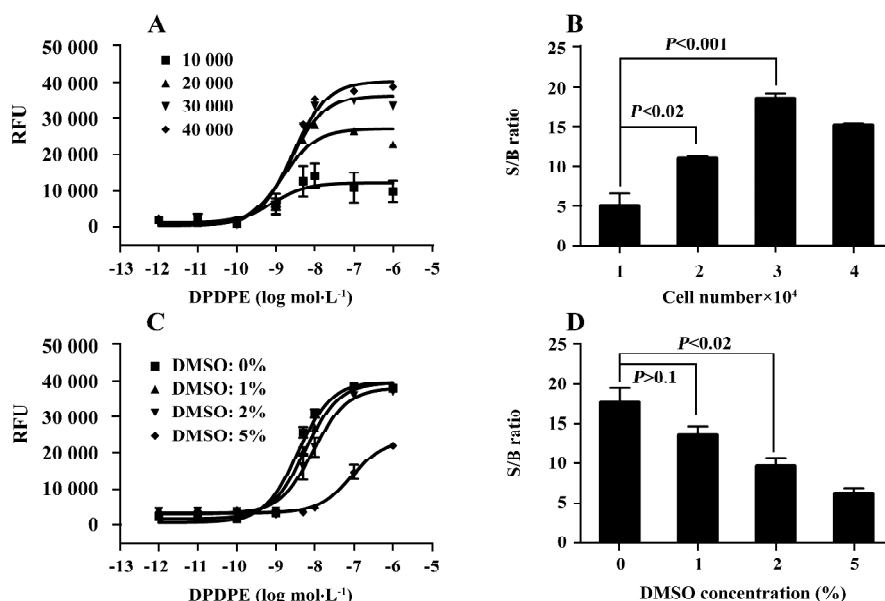 A
50 000
40 000
30 000
20 000
10 000
0
RFU
10 000
20 000
30 000
40 000
-13 -12 -11 -10 -9 -8 -7 -6 -5
DPDPE (log mol·L⁻¹)
B
25
20
15
10
5
0
S/B ratio
P<0.001
P<0.02
1 2 3 4
Cell number×10⁴
C
50 000
40 000
30 000
20 000
10 000
0
RFU
DMSO: 0%
DMSO: 1%
DMSO: 2%
DMSO: 5%
-13 -12 -11 -10 -9 -8 -7 -6 -5
DPDPE (log mol·L⁻¹)
D
25
20
15
10
5
0
S/B ratio
P<0.02
P>0.1
0 1 2 5
DMSO concentration (%)